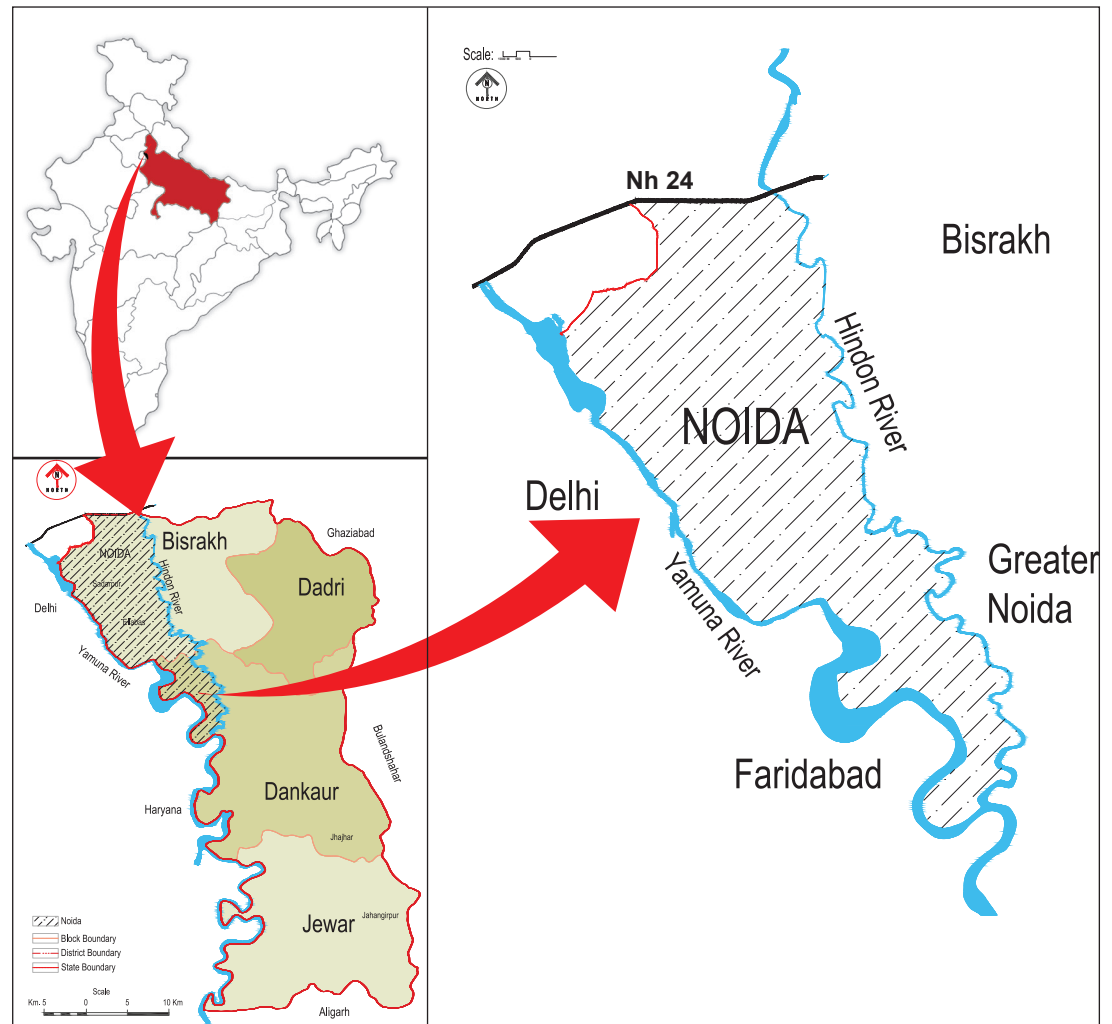 Scale:
N
NORTH
Nh 24
Bisrakh
Hindon River
NOIDA
Delhi
Yamuna River
Greater
Noida
Faridabad
N
NORTH
Bisrakh
Ghaziabad
NOIDA
Hindon River
Dadri
Delhi
Yamuna River
Bulandshahar
Dankaur
Haryana
Jhajhar
Jewar
Jahangirpur
Noida
Block Boundary
District Boundary
State Boundary
Scale
Km. 5 0 5 10 Km
Aligarh